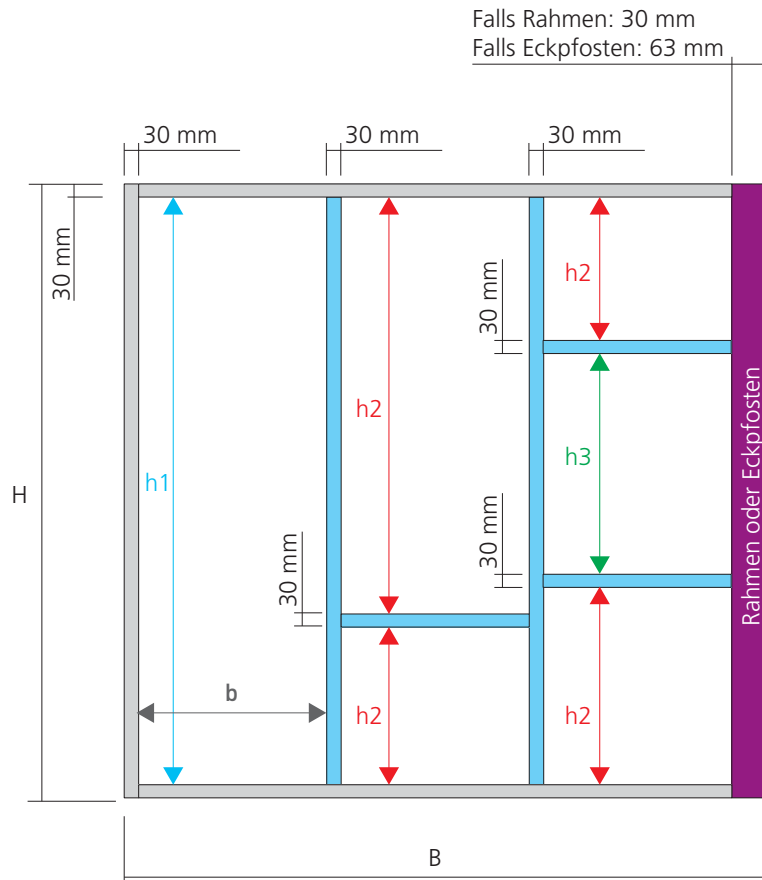 Falls Rahmen: 30 mm
Falls Eckpfosten: 63 mm
30 mm
30 mm
30 mm
30 mm
h2
30 mm
h2
h3
h1
H
30 mm
30 mm
Rahmen oder Eckpfosten
b
h2
h2
B